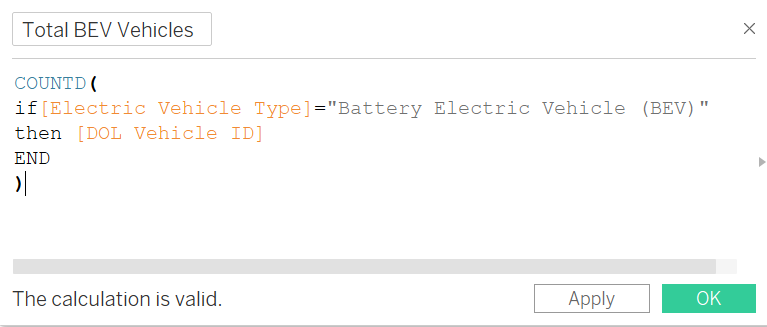 Total BEV Vehicles
COUNTD(
if[Electric Vehicle Type]="Battery Electric Vehicle (BEV)"
then [DOL Vehicle ID]
END
)
The calculation is valid.
Apply
OK